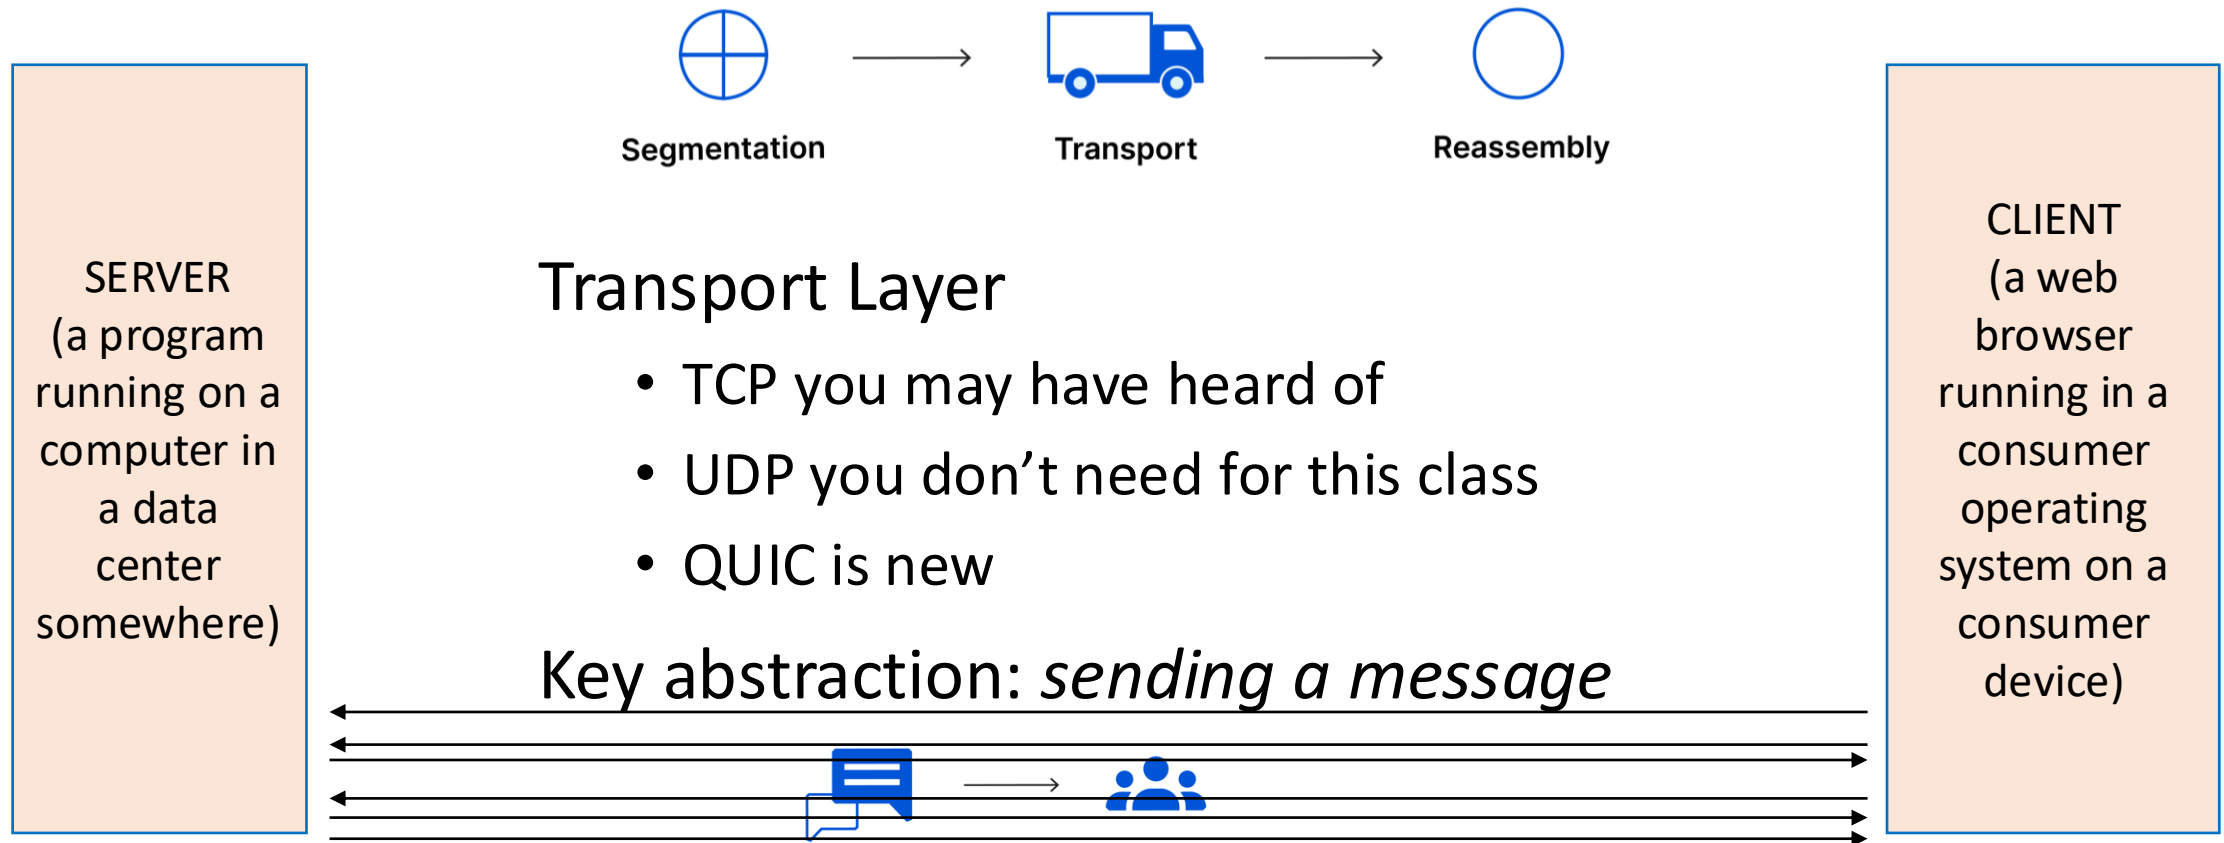 Segmentation
Transport
Reassembly
SERVER
(a program
running on a
computer in
a data
center
somewhere)
Transport Layer
• TCP you may have heard of
• UDP you don’t need for this class
• QUIC is new
Key abstraction: sending a message
CLIENT
(a web
browser
running in a
consumer
operating
system on a
consumer
device)